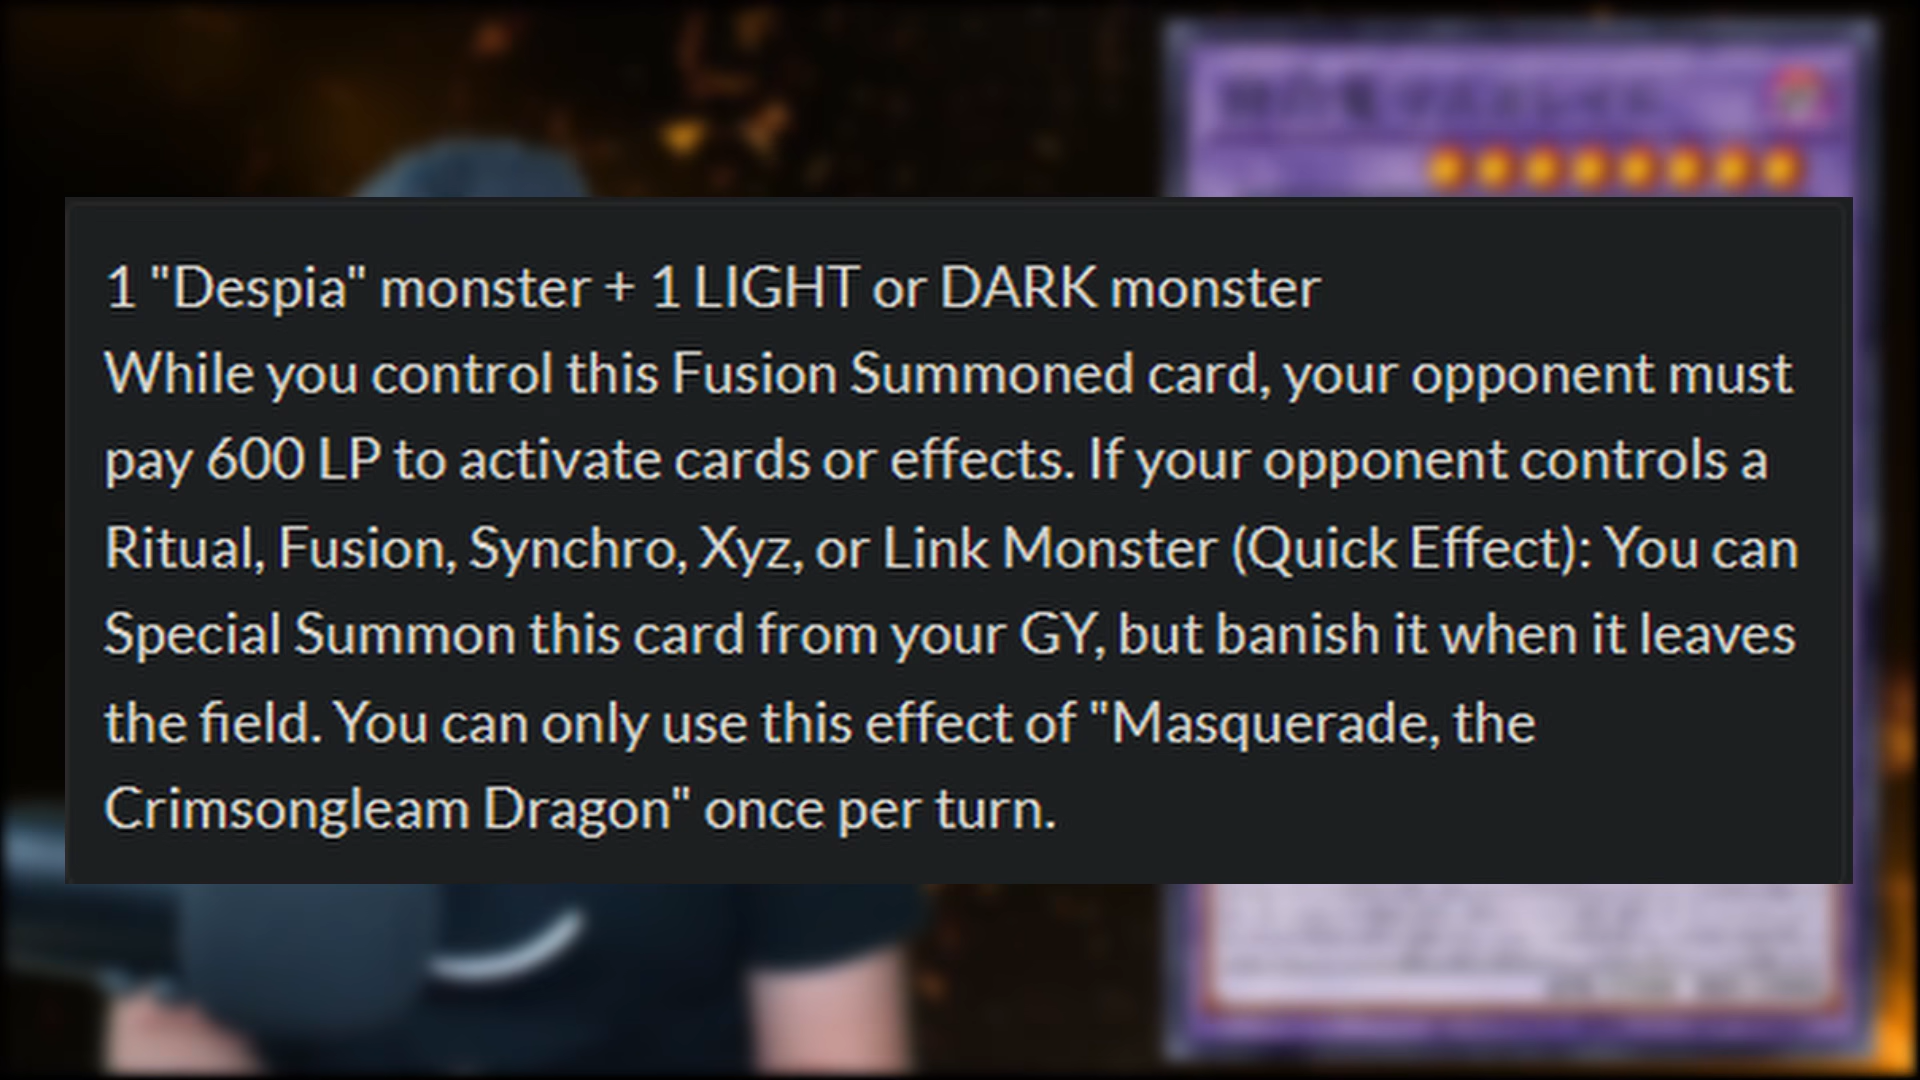 1 "Despia" monster + 1 LIGHT or DARK monster
While you control this Fusion Summoned card, your opponent must
pay 600 LP to activate cards or effects. If your opponent controls a
Ritual, Fusion, Synchro, Xyz, or Link Monster (Quick Effect): You can
Special Summon this card from your GY, but banish it when it leaves
the field. You can only use this effect of "Masquerade, the
Crimsongleam Dragon" once per turn.